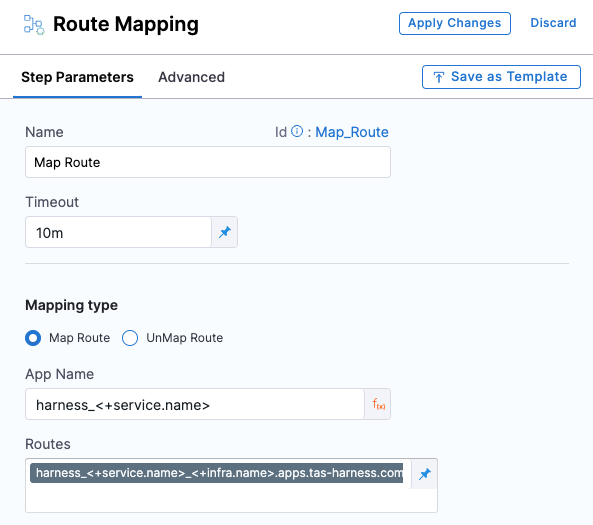 Route Mapping
Apply Changes
Discard
Step Parameters
Advanced
Save as Template
Name
Id : Map_Route
Map Route
Timeout
10m
Mapping type
Map Route
UnMap Route
App Name
harness_<+service.name>
f(x)
Routes
harness_<+service.name>_<+infra.name>.apps.tas-harness.com